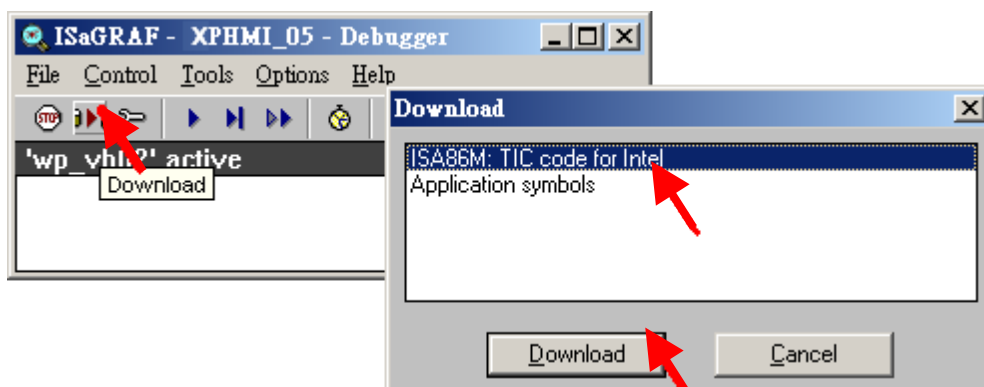 ISaGRAF - XPHMI_05 - Debugger
File Control Tools Options Help
STOP
active
Download
Download
ISA86M: TIC code for Intel
Application symbols
Download Cancel